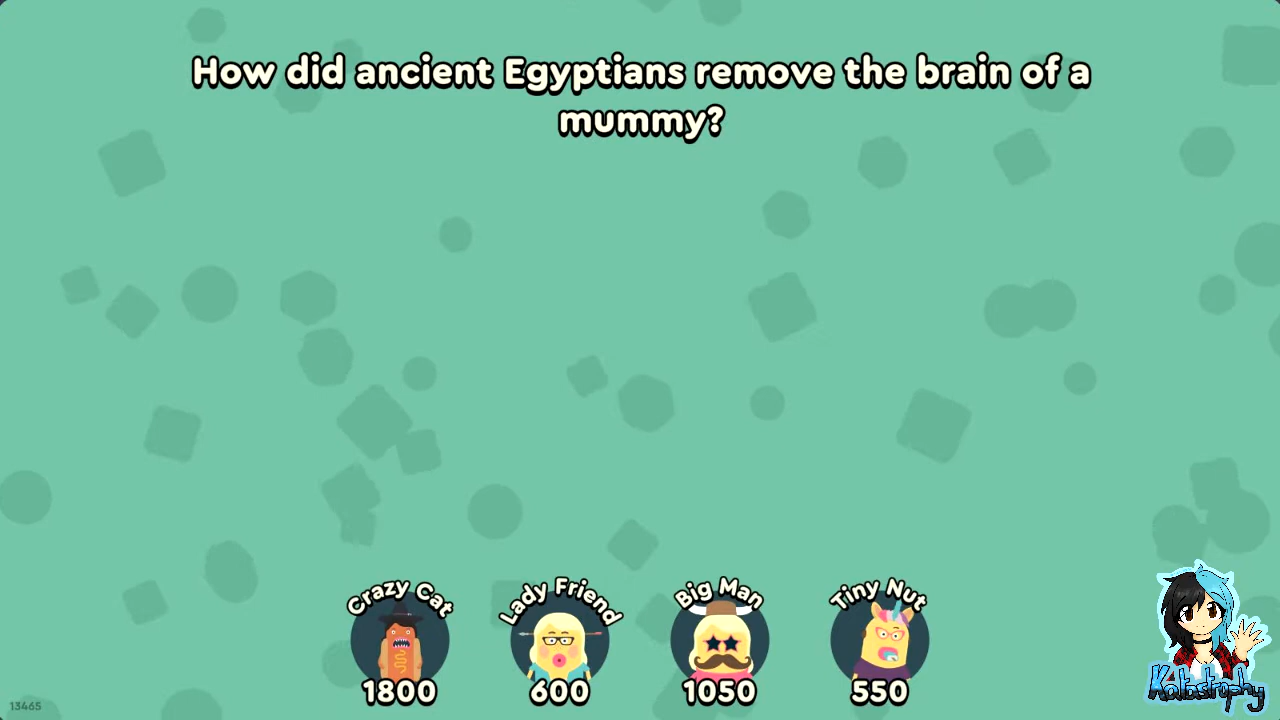 How did ancient Egyptians remove the brain of a
mummy?
Crazy Cat
Lady Friend
Big Man
Tiny Nut
1800
600
1050
550
Kalastrophy
13465